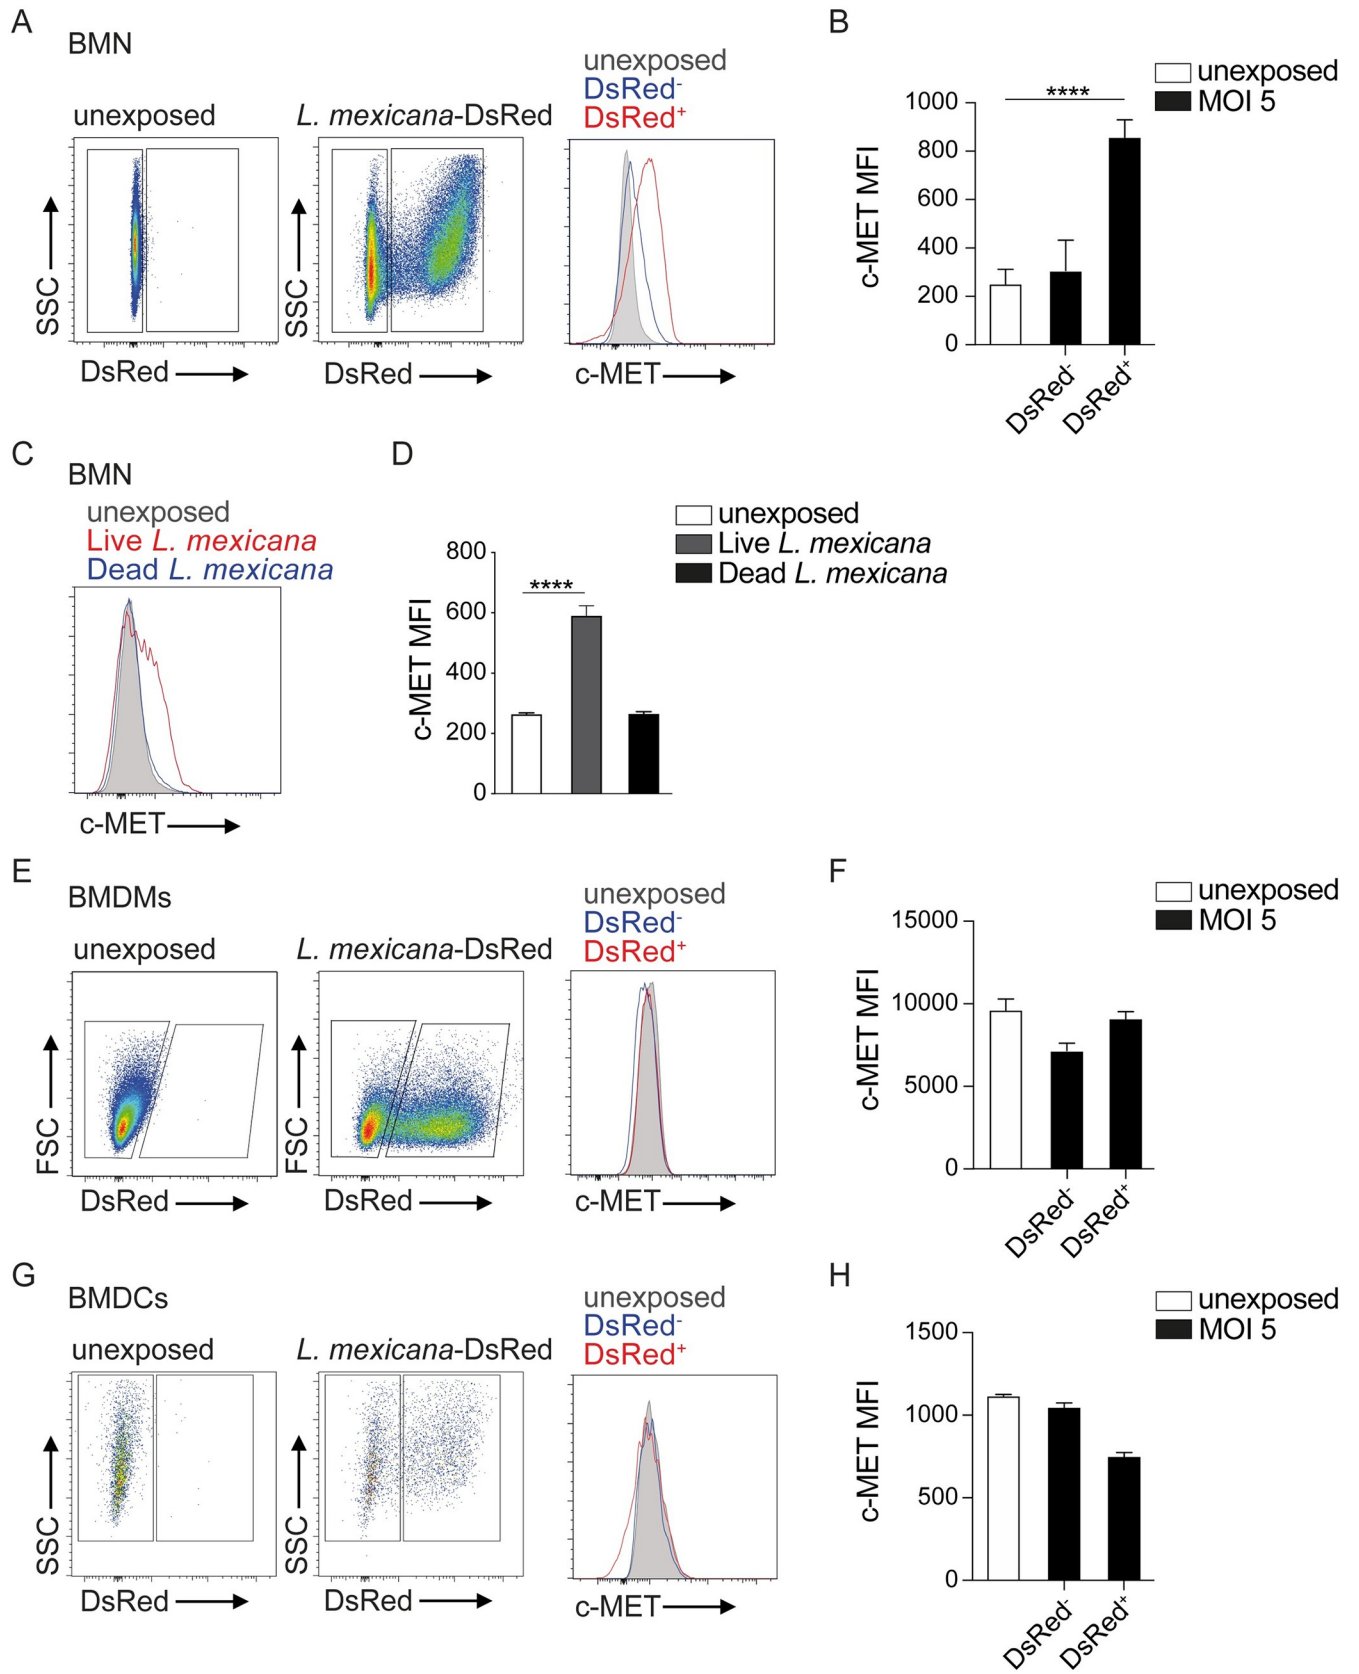 A
BMN
unexposed
L. mexicana-DsRed
unexposed
DsRed⁻
DsRed⁺
SSC
DsRed
SSC
DsRed
c-MET
B
unexposed
MOI 5
****
c-MET MFI
1000
800
600
400
200
0
DsRed⁻
DsRed⁺
C
BMN
unexposed
Live L. mexicana
Dead L. mexicana
c-MET
D
unexposed
Live L. mexicana
Dead L. mexicana
****
c-MET MFI
800
600
400
200
0
E
BMDMs
unexposed
L. mexicana-DsRed
unexposed
DsRed⁻
DsRed⁺
FSC
DsRed
FSC
DsRed
c-MET
F
unexposed
MOI 5
c-MET MFI
15000
10000
5000
0
DsRed⁻
DsRed⁺
G
BMDCs
unexposed
L. mexicana-DsRed
unexposed
DsRed⁻
DsRed⁺
SSC
DsRed
SSC
DsRed
c-MET
H
unexposed
MOI 5
c-MET MFI
1500
1000
500
0
DsRed⁻
DsRed⁺